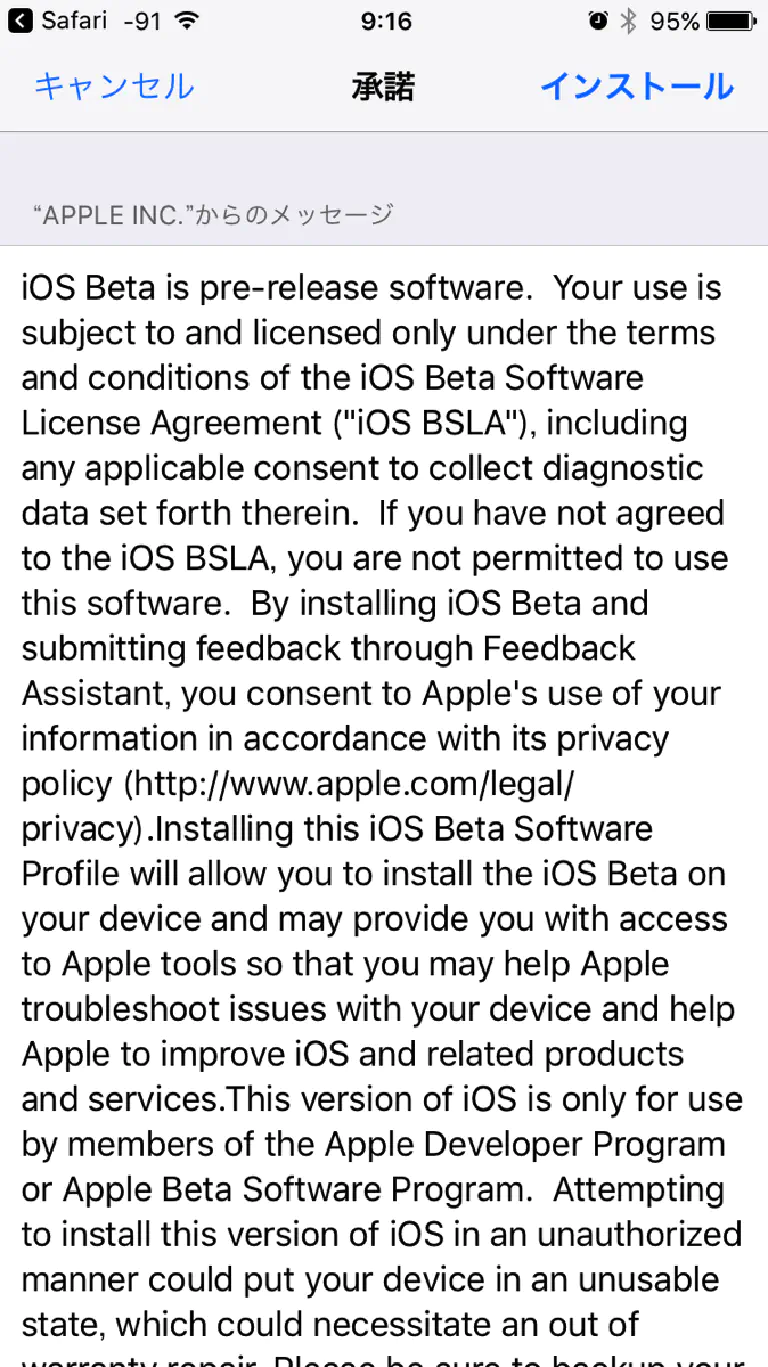 Safari -91 9:16 95%
キャンセル 承諾 インストール
“APPLE INC.”からのメッセージ
iOS Beta is pre-release software.  Your use is
subject to and licensed only under the terms
and conditions of the iOS Beta Software
License Agreement ("iOS BSLA"), including
any applicable consent to collect diagnostic
data set forth therein.  If you have not agreed
to the iOS BSLA, you are not permitted to use
this software.  By installing iOS Beta and
submitting feedback through Feedback
Assistant, you consent to Apple's use of your
information in accordance with its privacy
policy (http://www.apple.com/legal/
privacy).Installing this iOS Beta Software
Profile will allow you to install the iOS Beta on
your device and may provide you with access
to Apple tools so that you may help Apple
troubleshoot issues with your device and help
Apple to improve iOS and related products
and services.This version of iOS is only for use
by members of the Apple Developer Program
or Apple Beta Software Program.  Attempting
to install this version of iOS in an unauthorized
manner could put your device in an unusable
state, which could necessitate an out of
warranty repair. Please be sure to backup your